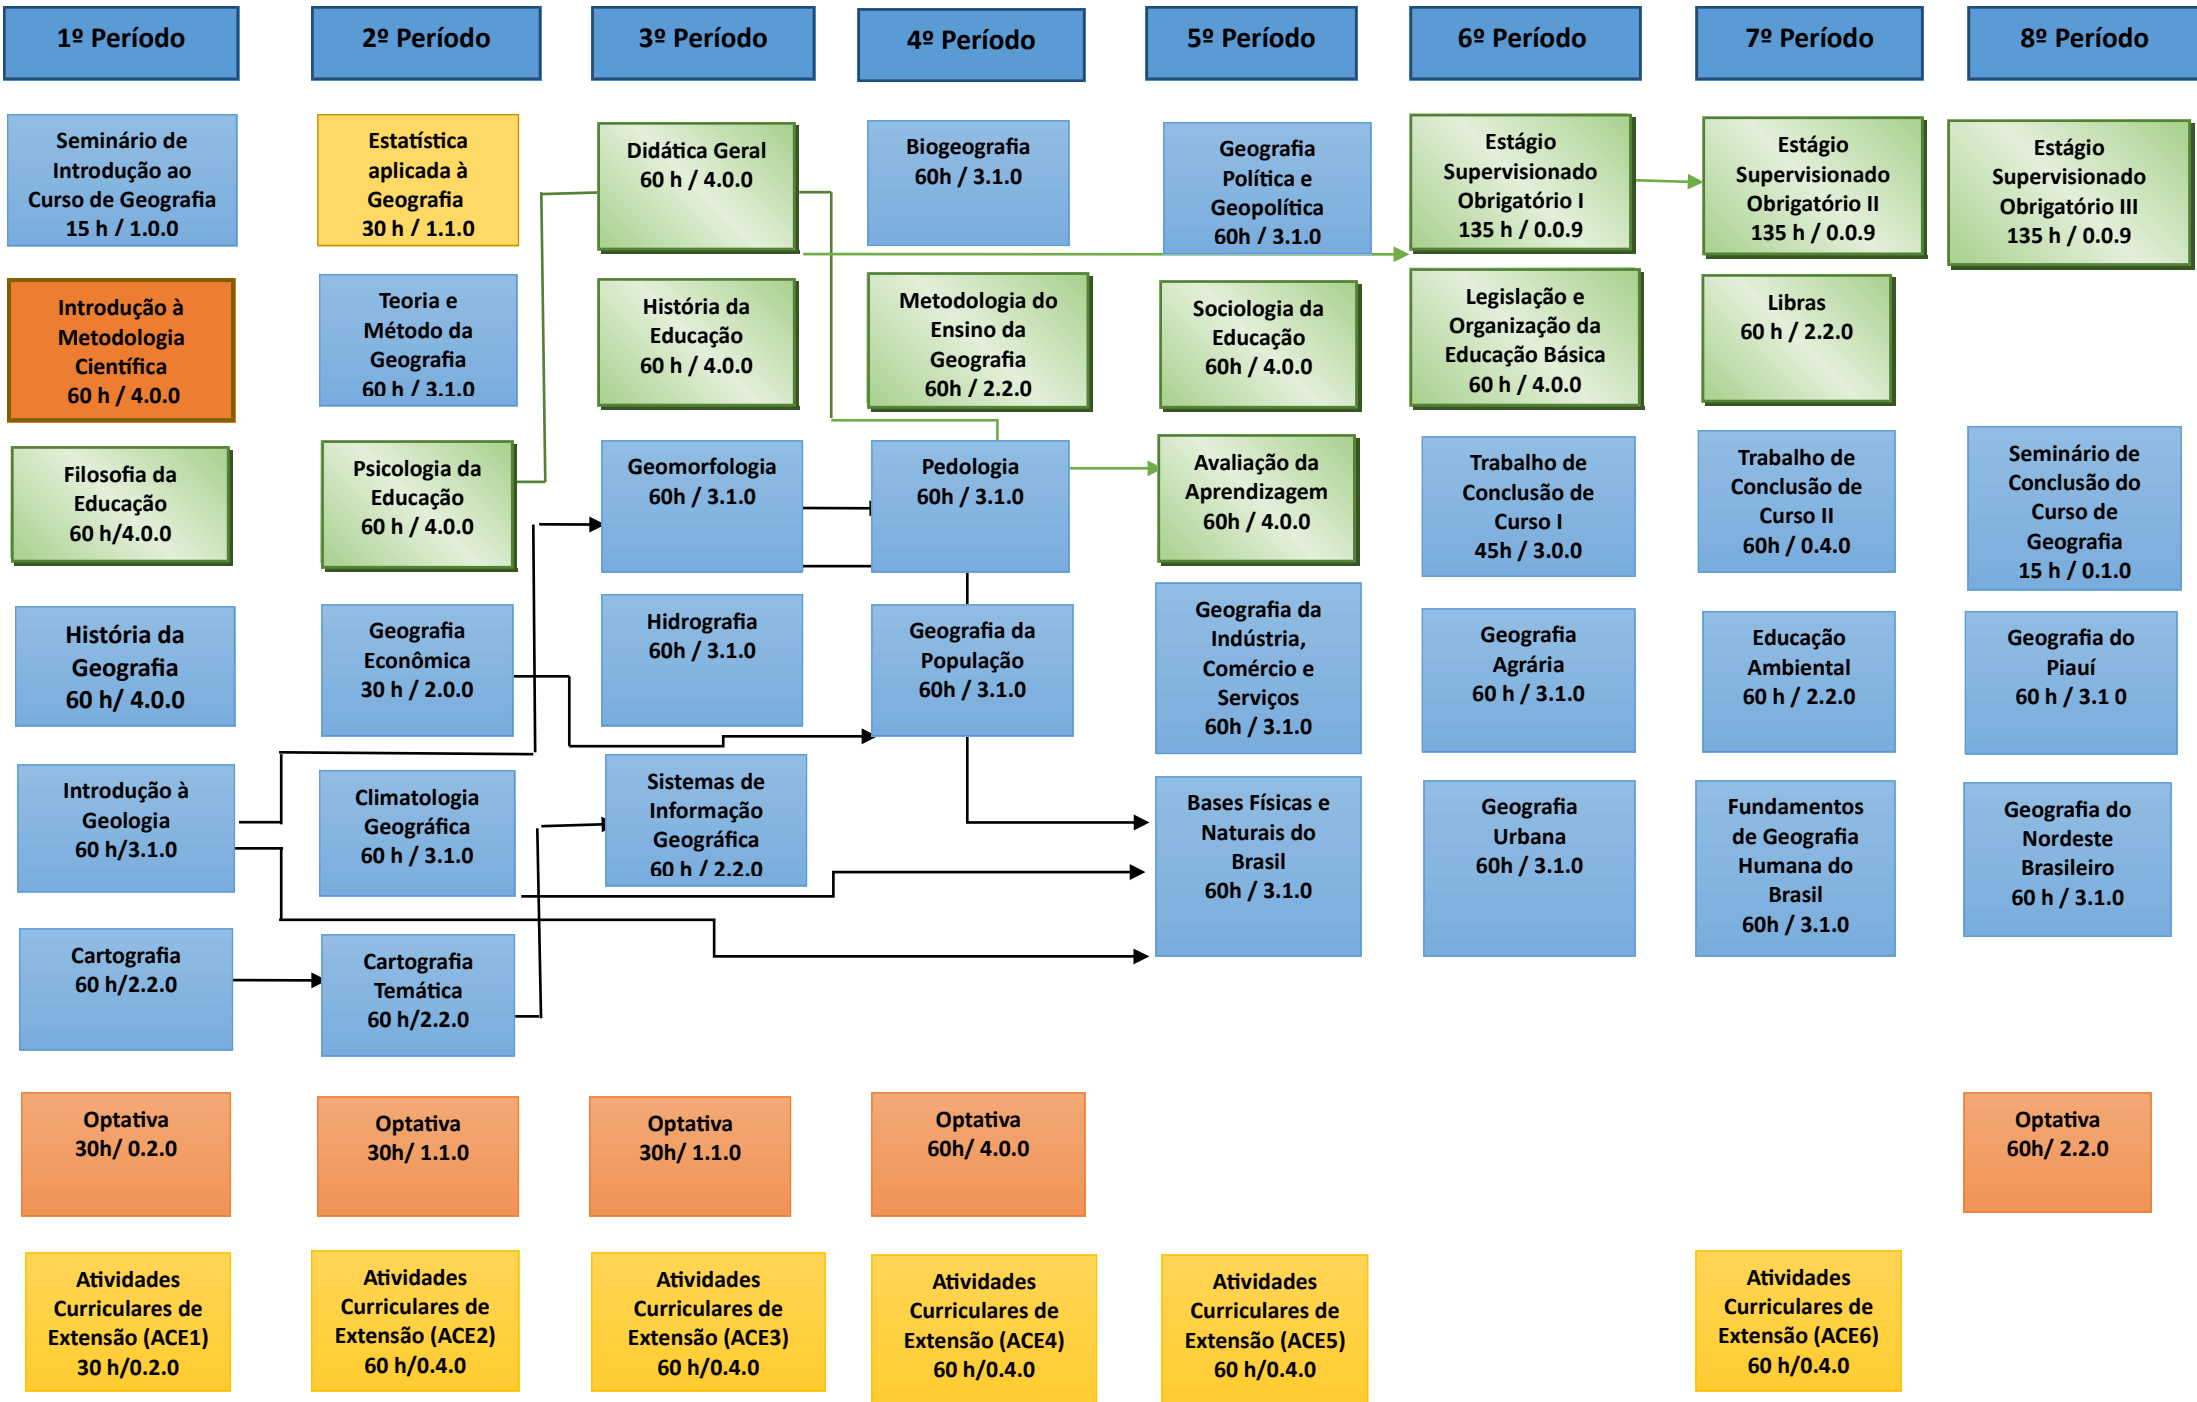 1º Período
2º Período
3º Período
4º Período
5º Período
6º Período
7º Período
8º Período
Seminário de
Introdução ao
Curso de Geografia
15 h / 1.0.0
Estatística
aplicada à
Geografia
30 h / 1.1.0
Didática Geral
60 h / 4.0.0
Biogeografia
60h / 3.1.0
Geografia
Política e
Geopolítica
60h / 3.1.0
Estágio
Supervisionado
Obrigatório I
135 h / 0.0.9
Estágio
Supervisionado
Obrigatório II
135 h / 0.0.9
Estágio
Supervisionado
Obrigatório III
135 h / 0.0.9
Introdução à
Metodologia
Científica
60 h / 4.0.0
Teoria e
Método da
Geografia
60 h / 3.1.0
História da
Educação
60 h / 4.0.0
Metodologia do
Ensino da
Geografia
60h / 2.2.0
Sociologia da
Educação
60h / 4.0.0
Legislação e
Organização da
Educação Básica
60 h / 4.0.0
Libras
60 h / 2.2.0
Filosofia da
Educação
60 h/4.0.0
Psicologia da
Educação
60 h / 4.0.0
Geomorfologia
60h / 3.1.0
Pedologia
60h / 3.1.0
Avaliação da
Aprendizagem
60h / 4.0.0
Trabalho de
Conclusão de
Curso I
45h / 3.0.0
Trabalho de
Conclusão de
Curso II
60h / 0.4.0
Seminário de
Conclusão do
Curso de
Geografia
15 h / 0.1.0
História da
Geografia
60 h/ 4.0.0
Geografia
Econômica
30 h / 2.0.0
Hidrografia
60h / 3.1.0
Geografia da
População
60h / 3.1.0
Geografia da
Indústria,
Comércio e
Serviços
60h / 3.1.0
Geografia
Agrária
60 h / 3.1.0
Educação
Ambiental
60 h / 2.2.0
Geografia do
Piauí
60 h / 3.1 0
Introdução à
Geologia
60 h/3.1.0
Climatologia
Geográfica
60 h / 3.1.0
Sistemas de
Informação
Geográfica
60 h / 2.2.0
Bases Físicas e
Naturais do
Brasil
60h / 3.1.0
Geografia
Urbana
60h / 3.1.0
Fundamentos
de Geografia
Humana do
Brasil
60h / 3.1.0
Geografia do
Nordeste
Brasileiro
60 h / 3.1.0
Cartografia
60 h/2.2.0
Cartografia
Temática
60 h/2.2.0
Optativa
30h/ 0.2.0
Optativa
30h/ 1.1.0
Optativa
30h/ 1.1.0
Optativa
60h/ 4.0.0
Optativa
60h/ 2.2.0
Atividades
Curriculares de
Extensão (ACE1)
30 h/0.2.0
Atividades
Curriculares de
Extensão (ACE2)
60 h/0.4.0
Atividades
Curriculares de
Extensão (ACE3)
60 h/0.4.0
Atividades
Curriculares de
Extensão (ACE4)
60 h/0.4.0
Atividades
Curriculares de
Extensão (ACE5)
60 h/0.4.0
Atividades
Curriculares de
Extensão (ACE6)
60 h/0.4.0